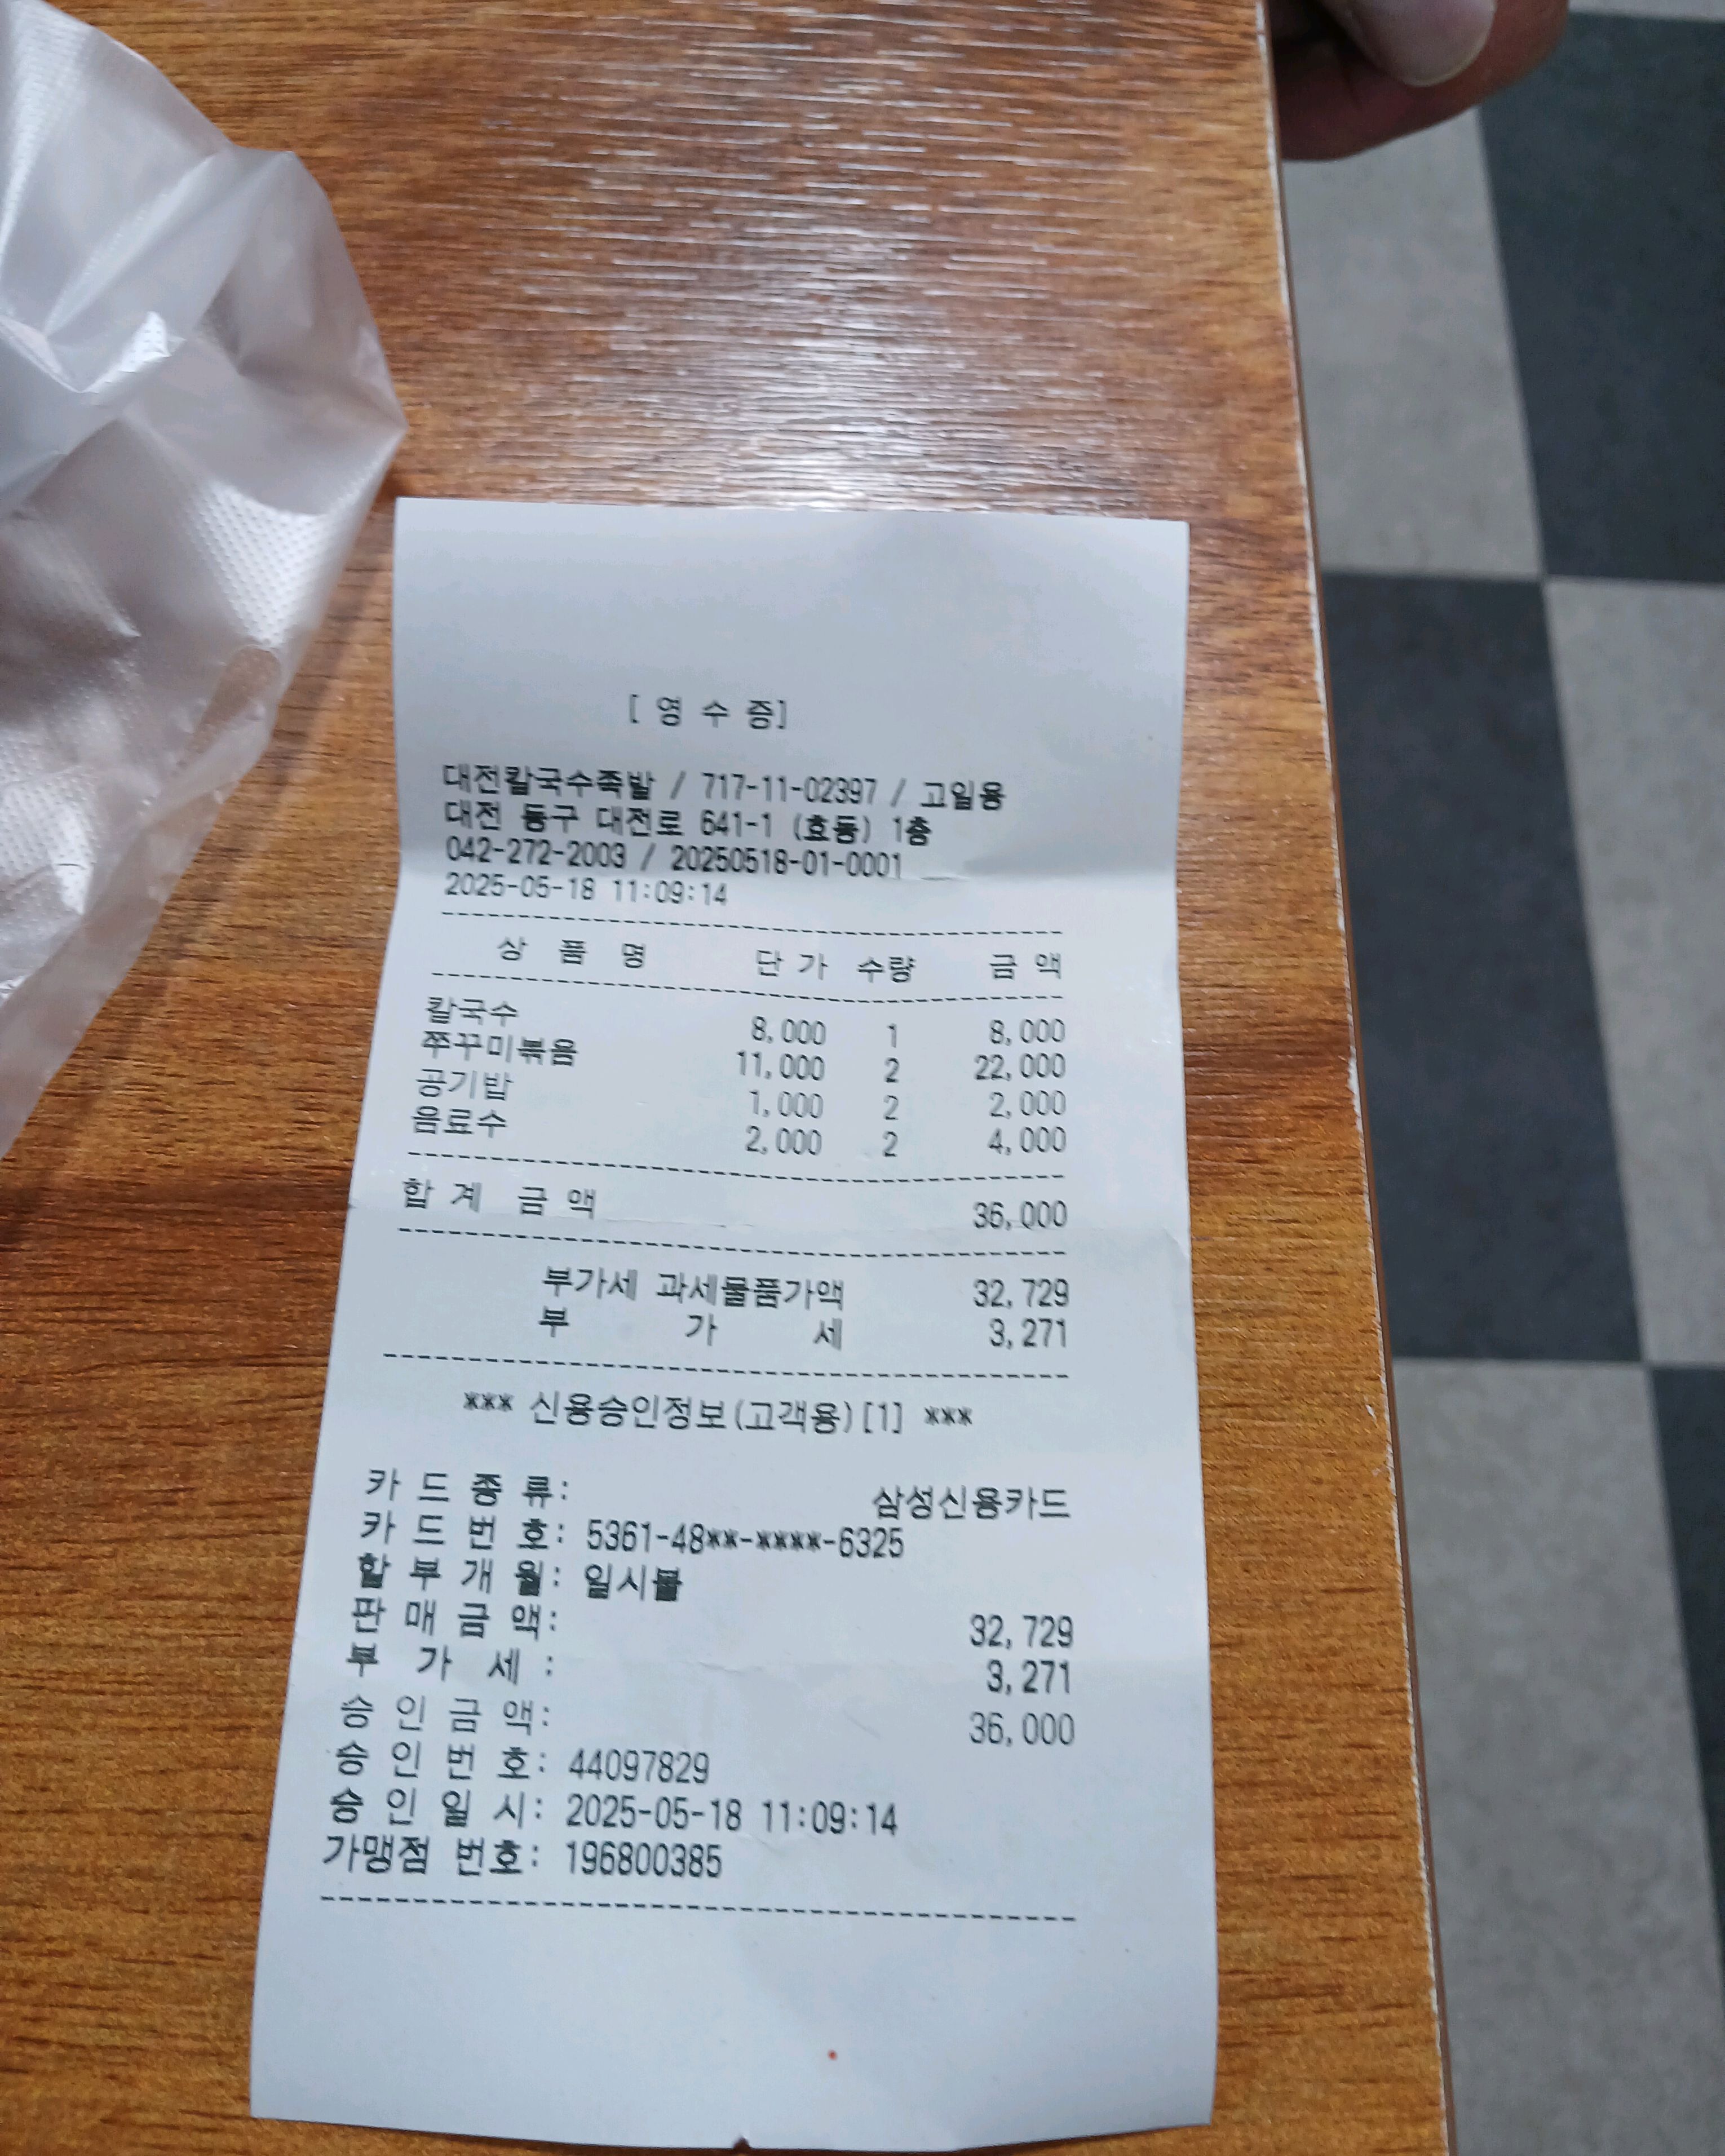 [ 영 수 증]
대전칼국수족발 / 717-11-02397 / 고일용
대전 동구 대전로 641-1 (효동) 1층
042-272-2003 / 20250518-01-0001
2025-05-18 11:09:14
상 품 명 단 가 수량 금 액
칼국수 8,000 1 8,000
쭈꾸미볶음 11,000 2 22,000
공기밥 1,000 2 2,000
음료수 2,000 2 4,000
합 계 금 액 36,000
부가세 과세물품가액 32,729
부 가 세 3,271
*** 신용승인정보(고객용)[1] ***
카 드 종 류: 삼성신용카드
카 드 번 호: 5361-48**-****-6325
할 부 개 월: 일시불
판 매 금 액: 32,729
부 가 세 : 3,271
승 인 금 액: 36,000
승 인 번 호: 44097829
승 인 일 시: 2025-05-18 11:09:14
가맹점 번호: 196800385